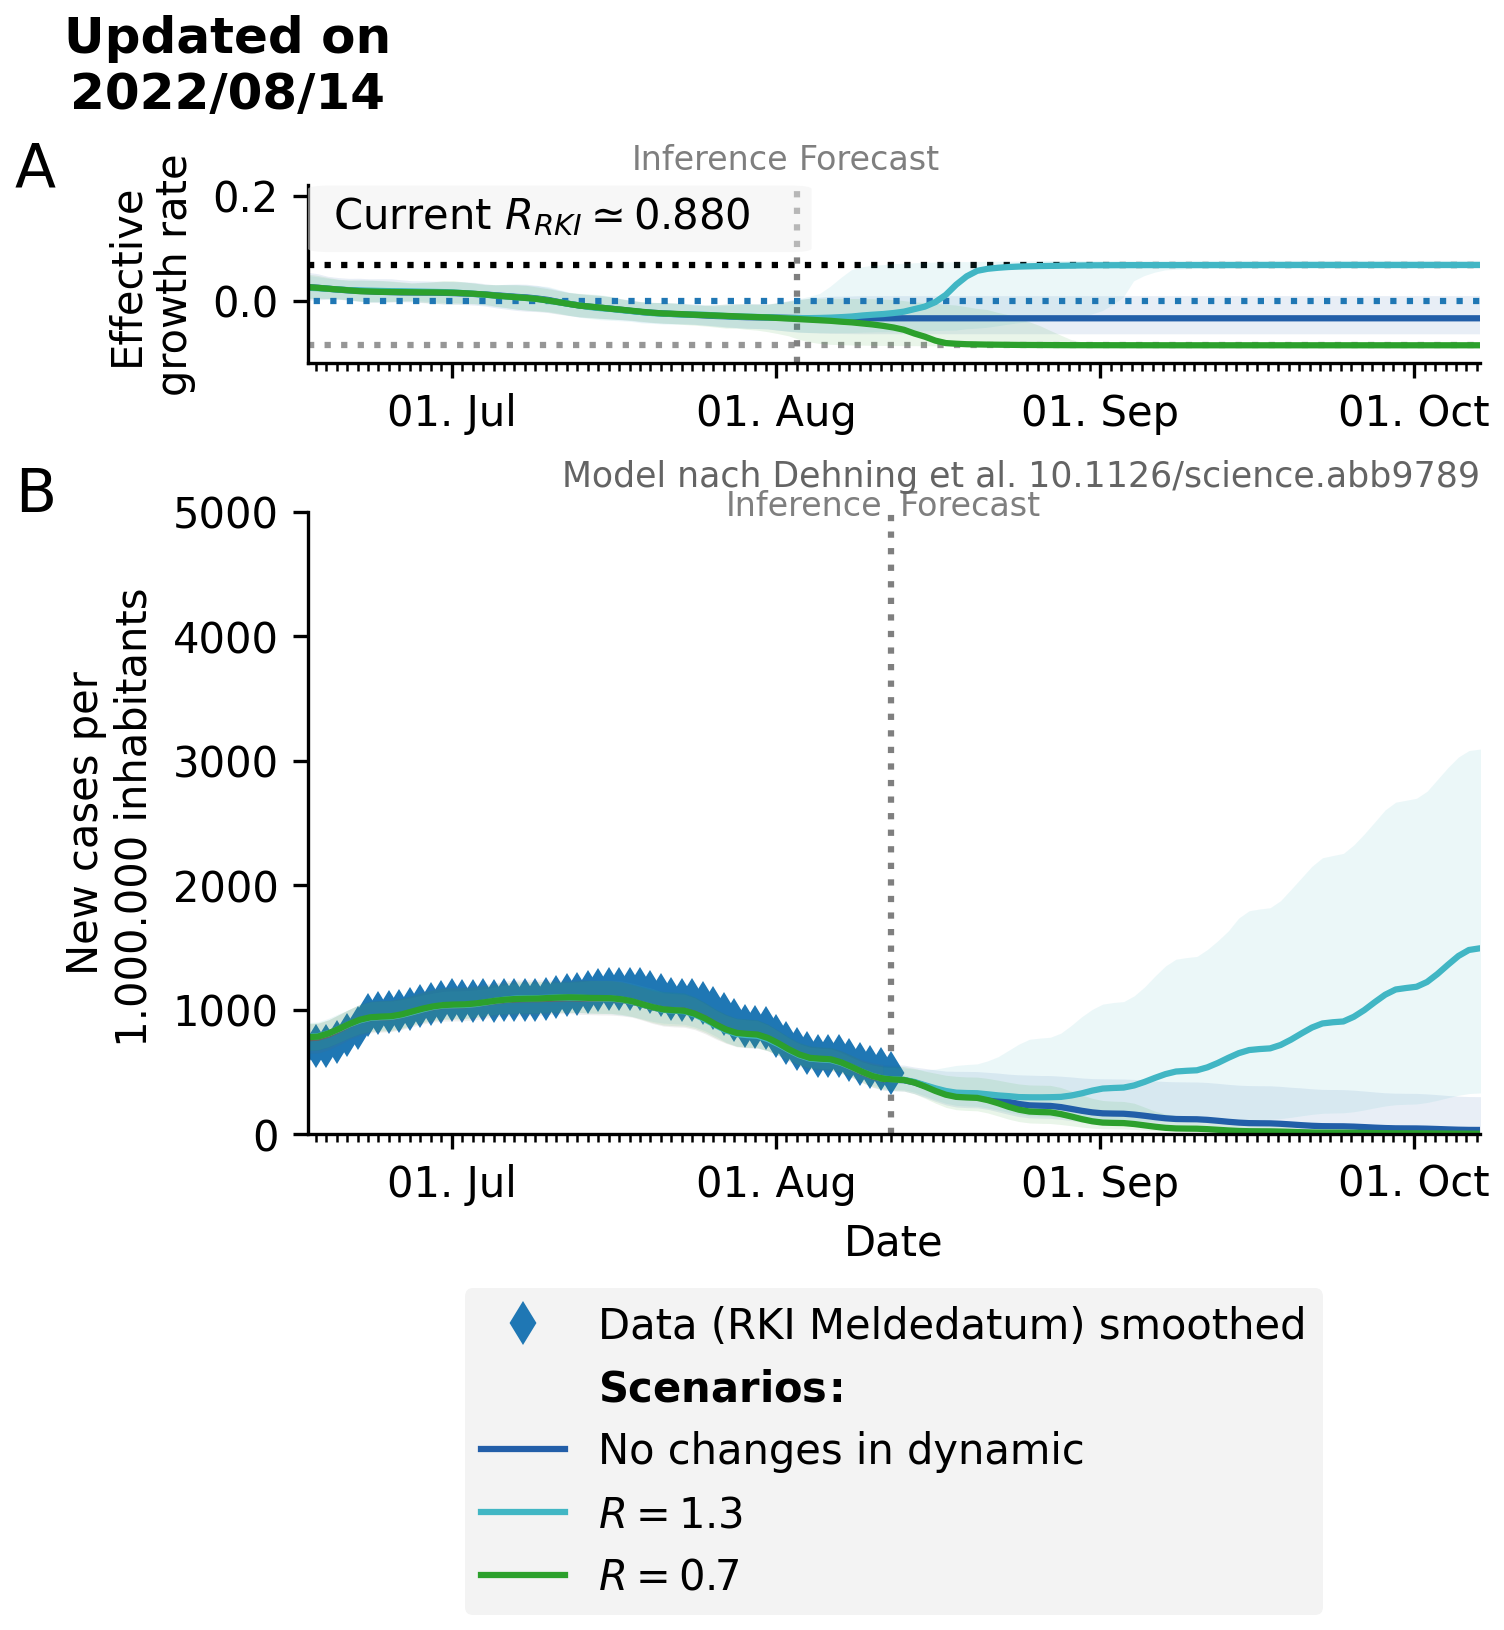 Updated on
2022/08/14
A
Inference Forecast
Effective
growth rate
0.2
0.0
Current R_RKI ≃ 0.880
01. Jul
01. Aug
01. Sep
01. Oct
B
Model nach Dehning et al. 10.1126/science.abb9789
Inference Forecast
New cases per
1.000.000 inhabitants
5000
4000
3000
2000
1000
0
01. Jul
01. Aug
01. Sep
01. Oct
Date
Data (RKI Meldedatum) smoothed
Scenarios:
No changes in dynamic
R = 1.3
R = 0.7